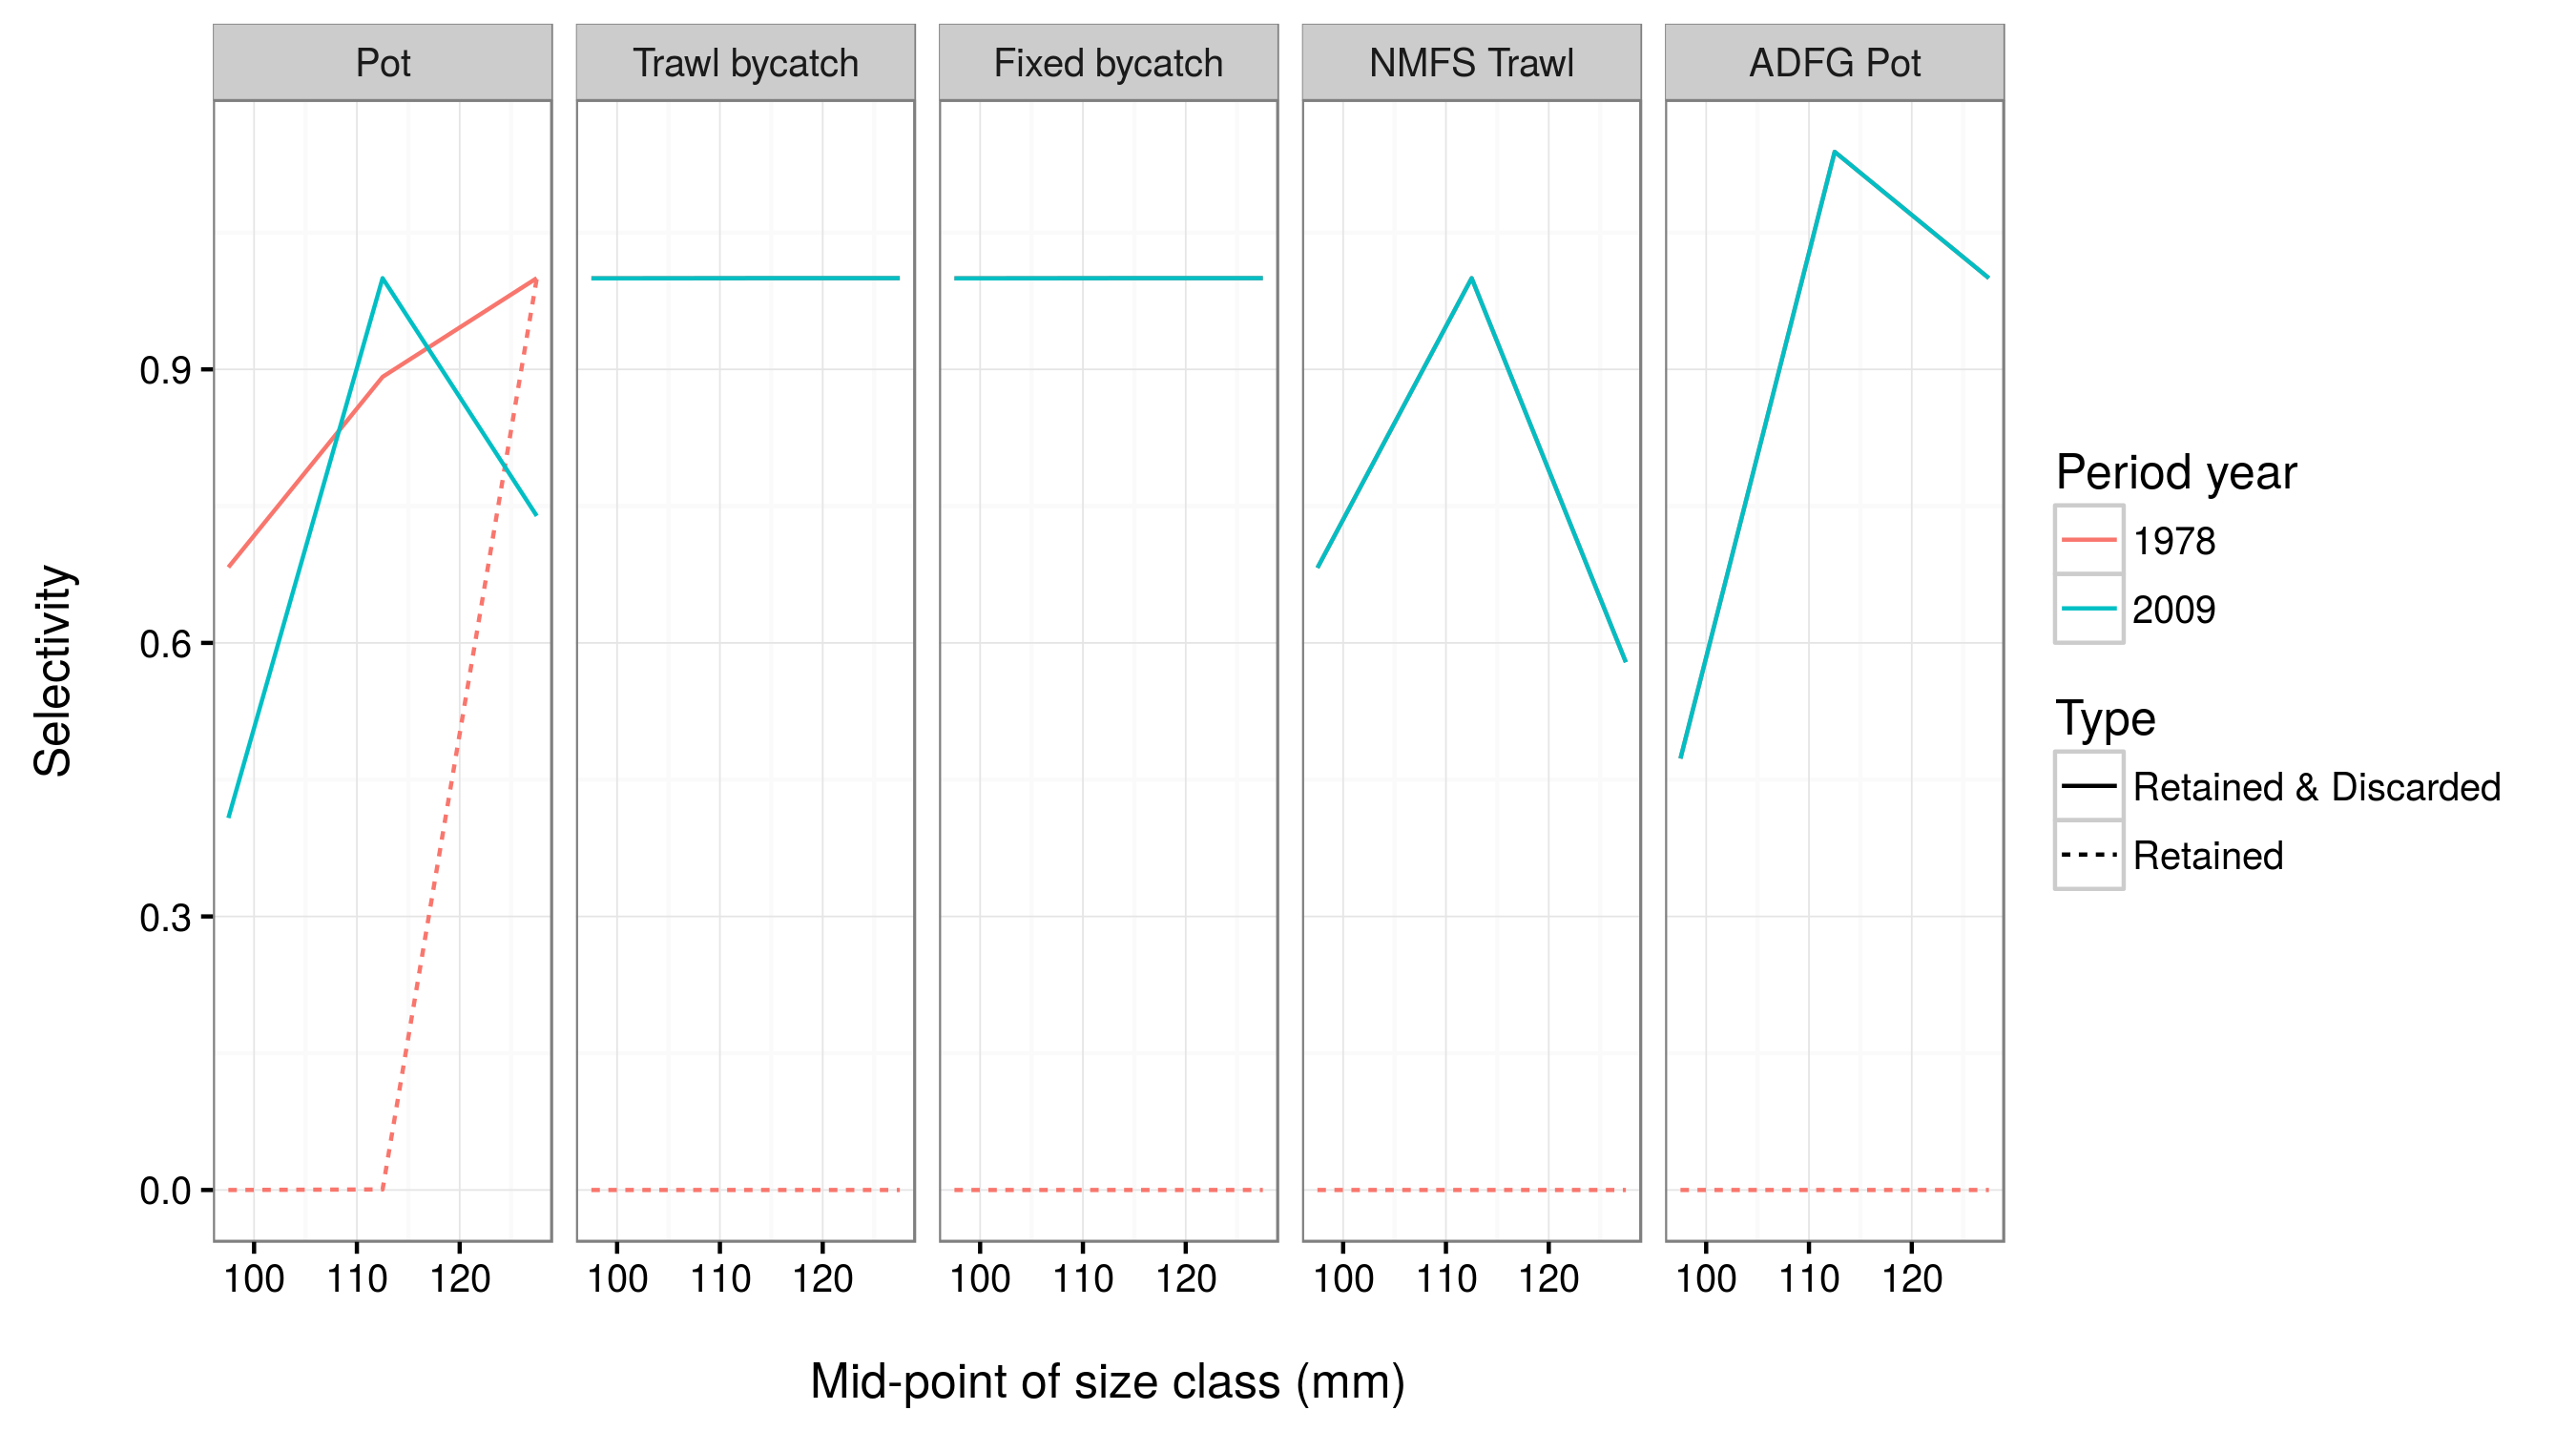 Pot Trawl bycatch Fixed bycatch NMFS Trawl ADFG Pot
Selectivity
0.9
0.6
0.3
0.0
100 110 120 100 110 120 100 110 120 100 110 120 100 110 120
Mid-point of size class (mm)
Period year
1978
2009
Type
Retained & Discarded
Retained